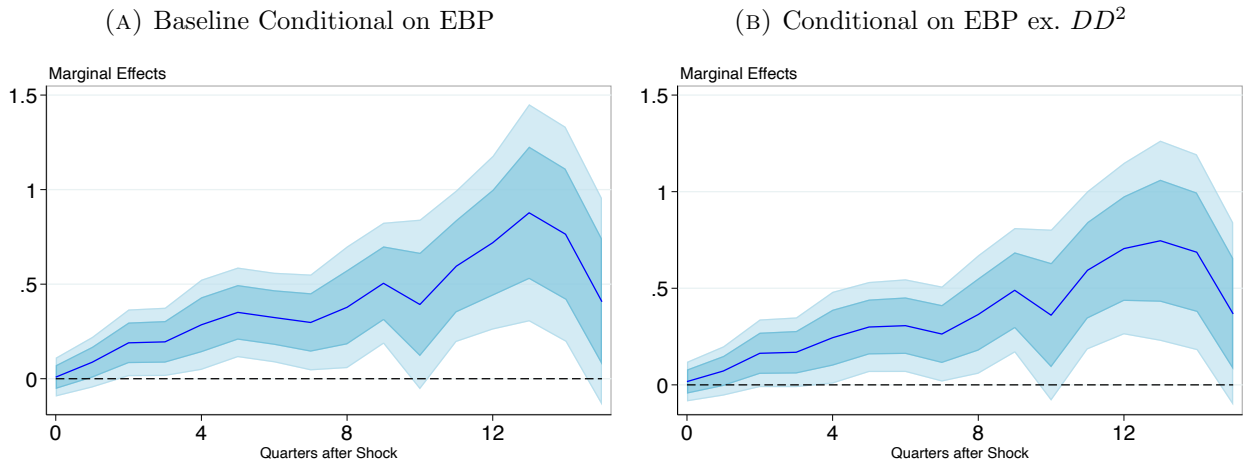 (A) Baseline Conditional on EBP
Marginal Effects
1.5
1
.5
0
0 4 8 12
Quarters after Shock
(B) Conditional on EBP ex. DD²
Marginal Effects
1.5
1
.5
0
0 4 8 12
Quarters after Shock